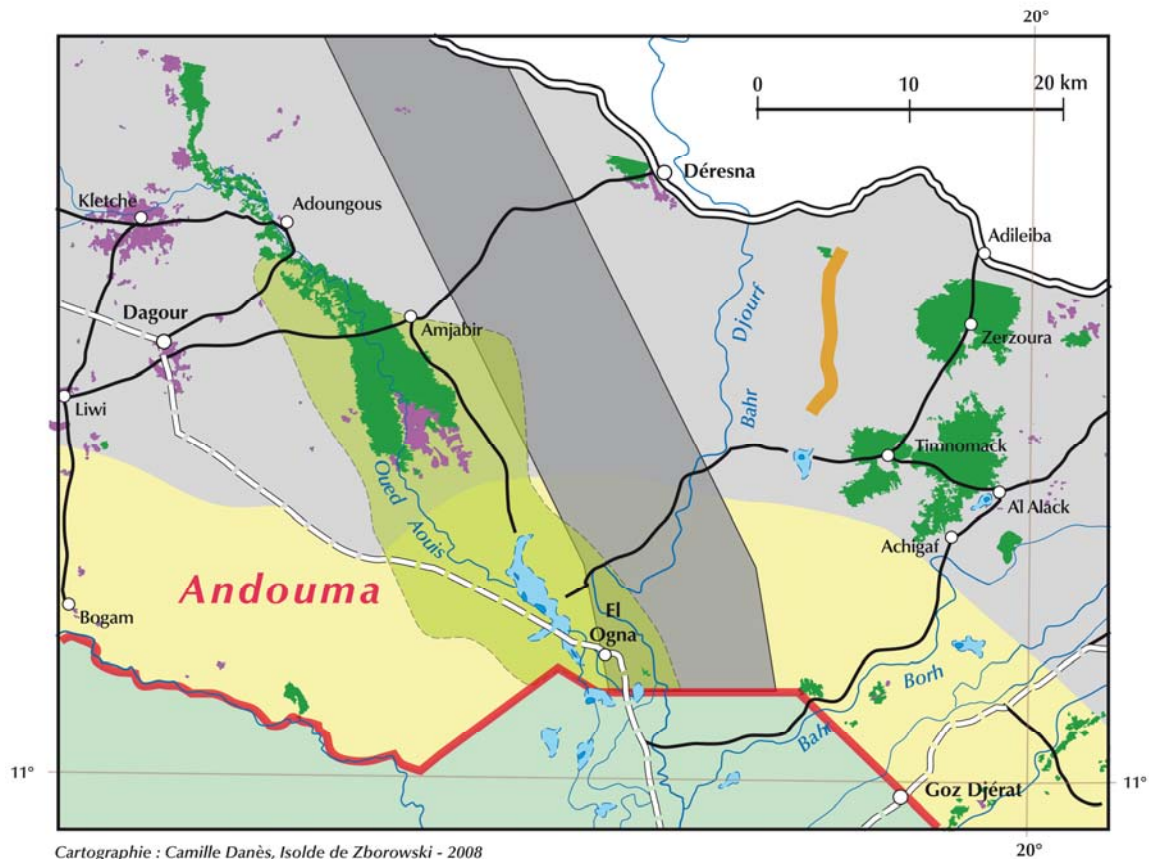 20°
0 10 20 km
Déresna
Kletche
Adoungous
Adileiba
Dagour
Amjabir
Djourf
Bahr
Zerzoura
Liwi
Timnomack
Oued
Aouis
Al Alack
Achigaf
Andouma
Bogam
El
Ogna
Borh
Bahr
11°
11°
Goz Djérat
20°
Cartographie : Camille Danès, Isolde de Zborowski - 2008